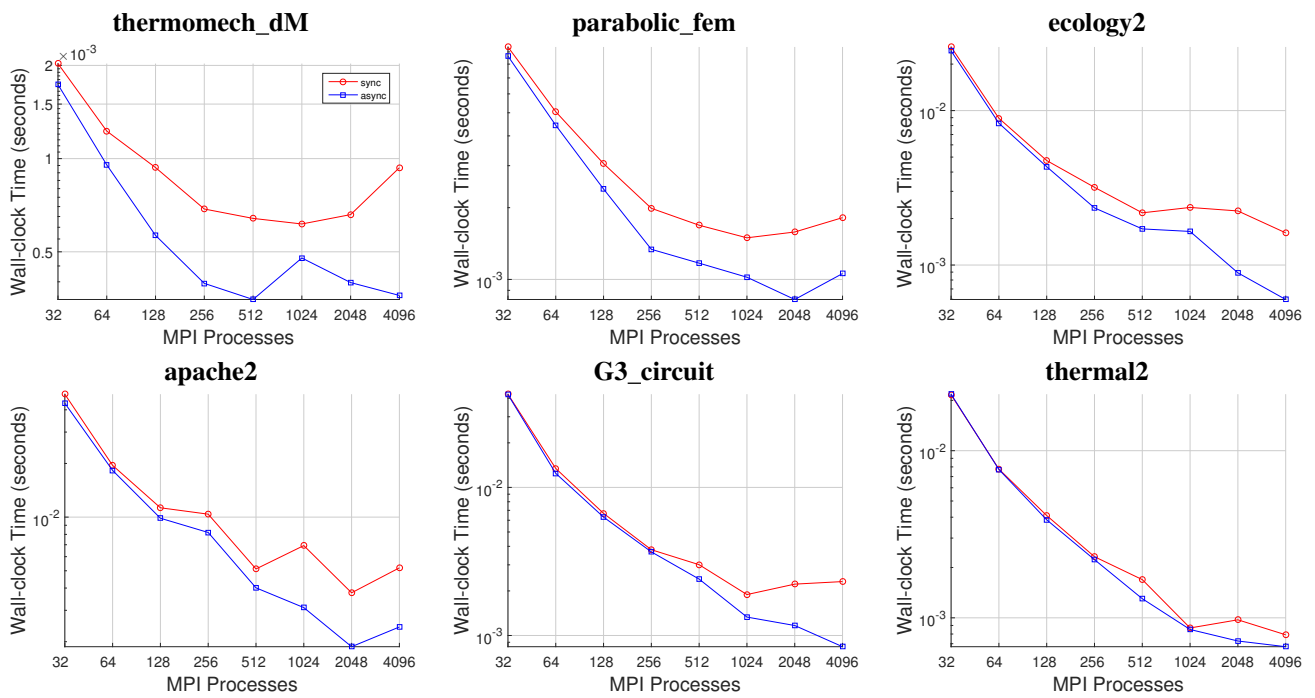 thermomech_dM
parabolic_fem
ecology2
×10⁻³
2
1.5
1
0.5
Wall-clock Time (seconds)
sync
async
32 64 128 256 512 1024 2048 4096
MPI Processes
10⁻³
Wall-clock Time (seconds)
32 64 128 256 512 1024 2048 4096
MPI Processes
10⁻²
10⁻³
Wall-clock Time (seconds)
32 64 128 256 512 1024 2048 4096
MPI Processes
apache2
G3_circuit
thermal2
10⁻²
Wall-clock Time (seconds)
32 64 128 256 512 1024 2048 4096
MPI Processes
10⁻²
10⁻³
Wall-clock Time (seconds)
32 64 128 256 512 1024 2048 4096
MPI Processes
10⁻²
10⁻³
Wall-clock Time (seconds)
32 64 128 256 512 1024 2048 4096
MPI Processes